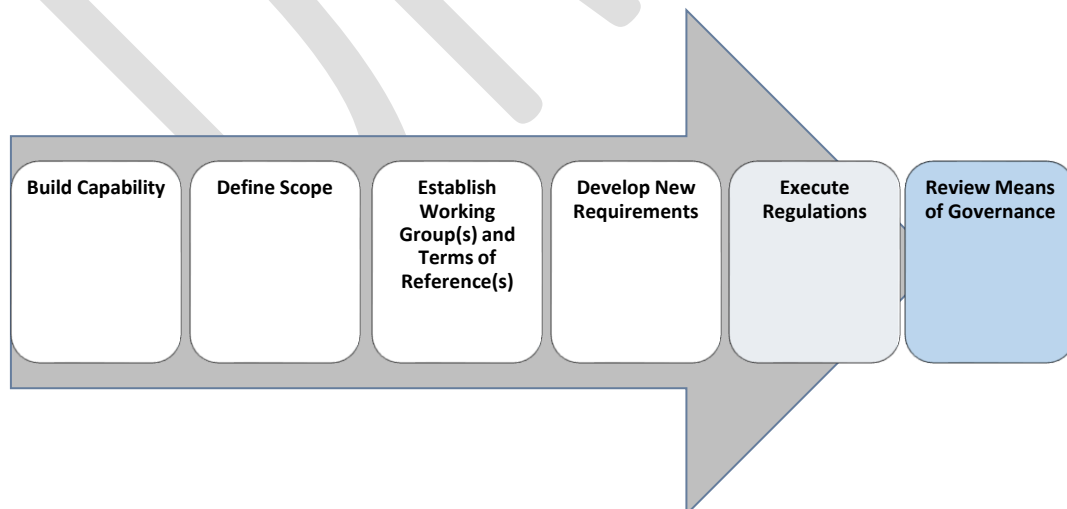 Build Capability
Define Scope
Establish
Working
Group(s) and
Terms of
Reference(s)
Develop New
Requirements
Execute
Regulations
Review Means
of Governance